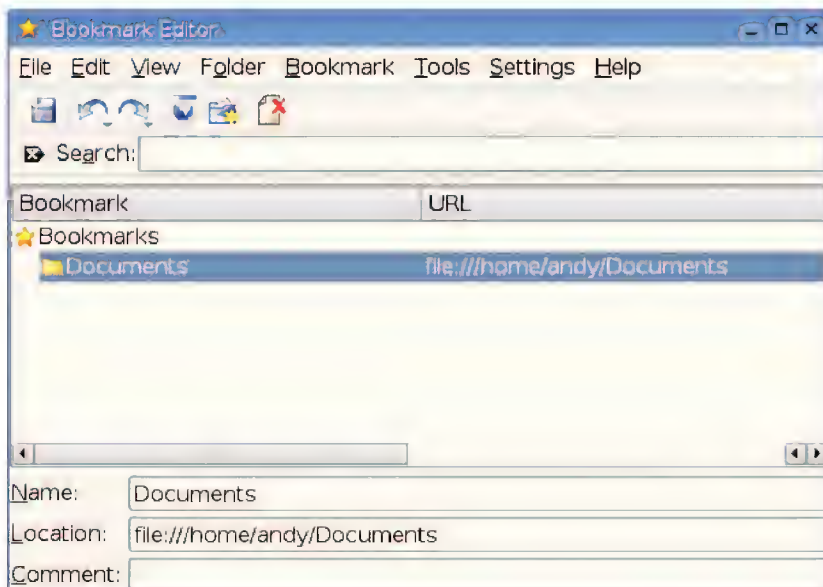 Bookmark Editor
File Edit View Folder Bookmark Tools Settings Help
Search:
Bookmark URL
Bookmarks
Documents file:///home/andy/Documents
Name: Documents
Location: file:///home/andy/Documents
Comment: